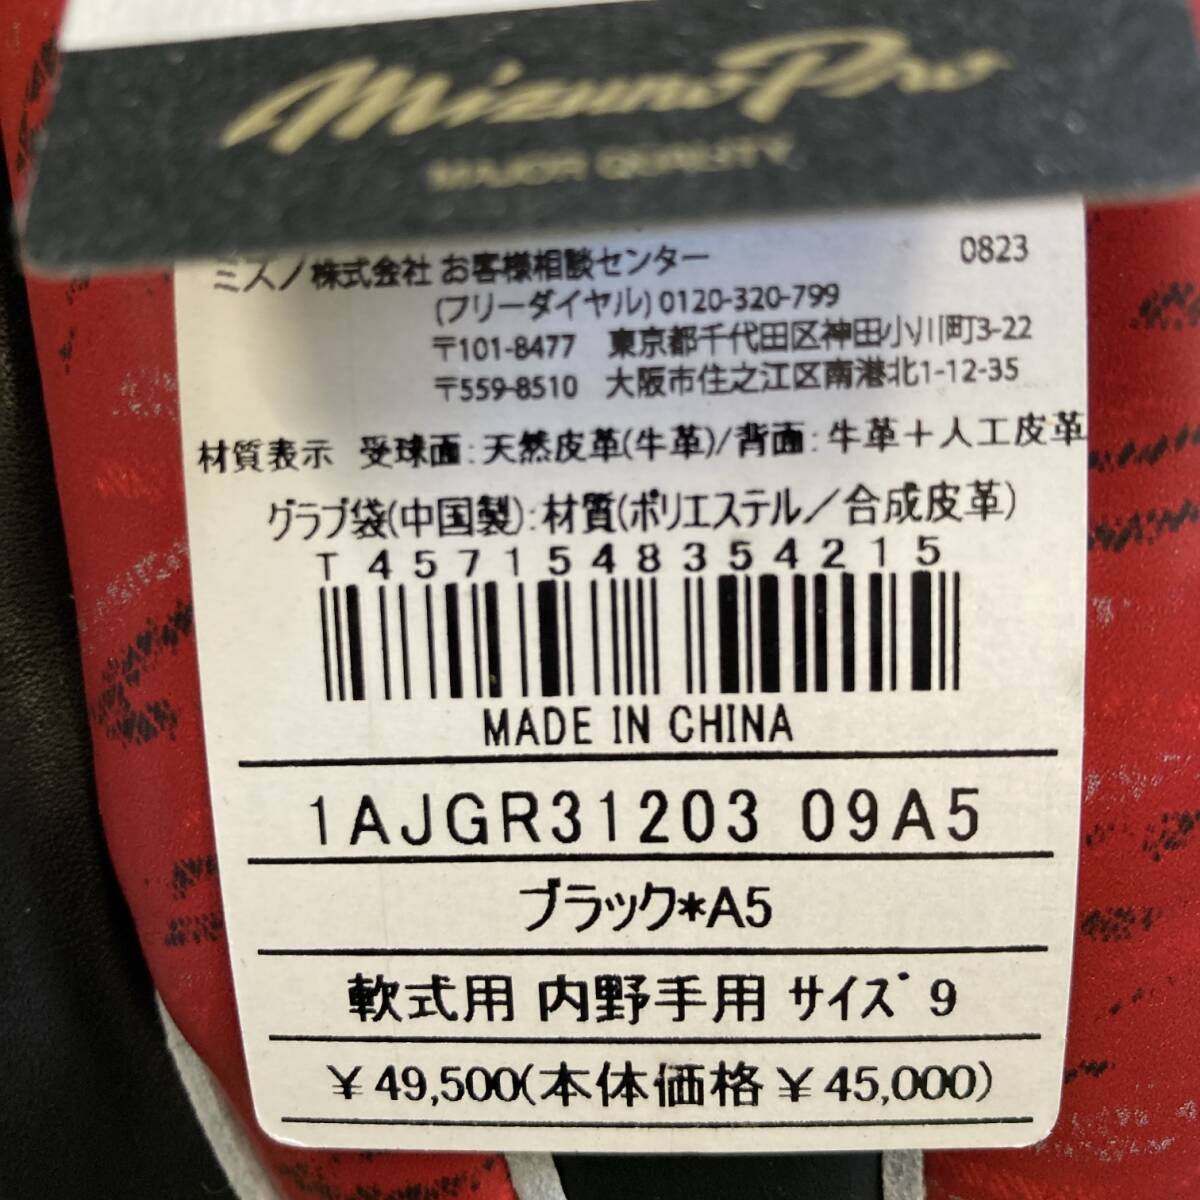 Mizuno Pro
MAJOR QUALITY
ミズノ株式会社 お客様相談センター 0823
(フリーダイヤル) 0120-320-799
〒101-8477 東京都千代田区神田小川町3-22
〒559-8510 大阪市住之江区南港北1-12-35
材質表示 受球面:天然皮革(牛革)/背面:牛革+人工皮革
グラブ袋(中国製):材質(ポリエステル/合成皮革)
T 4571548354215
MADE IN CHINA
1AJGR31203 09A5
ブラック*A5
軟式用 内野手用 サイズ 9
¥ 49,500(本体価格 ¥ 45,000)